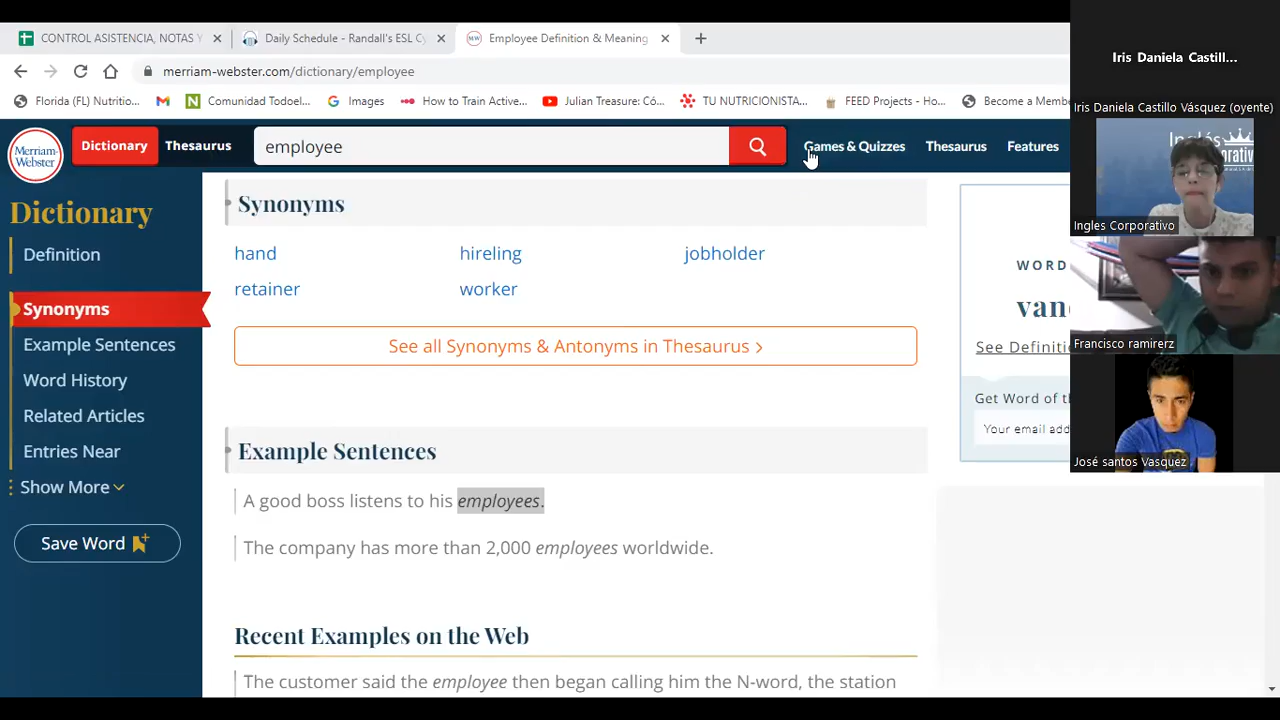 CONTROL ASISTENCIA, NOTAS Y
Daily Schedule - Randall's ESL Cy
Employee Definition & Meaning
merriam-webster.com/dictionary/employee
Florida (FL) Nutritio...
Comunidad Todoel...
Images
How to Train Active...
Julian Treasure: Có...
TU NUTRICIONISTA...
FEED Projects - Ho...
Become a Membe
Merriam-
Webster
Dictionary
Thesaurus
employee
Games & Quizzes
Thesaurus
Features
Dictionary
Definition
Synonyms
Example Sentences
Word History
Related Articles
Entries Near
Show More
Save Word
Synonyms
hand
hireling
jobholder
retainer
worker
See all Synonyms & Antonyms in Thesaurus >
Example Sentences
A good boss listens to his employees.
The company has more than 2,000 employees worldwide.
Recent Examples on the Web
The customer said the employee then began calling him the N-word, the station
WORD
van
See Definiti
Get Word of t
Your email add
Iris Daniela Castill...
Iris Daniela Castillo Vásquez (oyente)
Inglés
Ingles Corporativo
Francisco ramirerz
José santos Vasquez